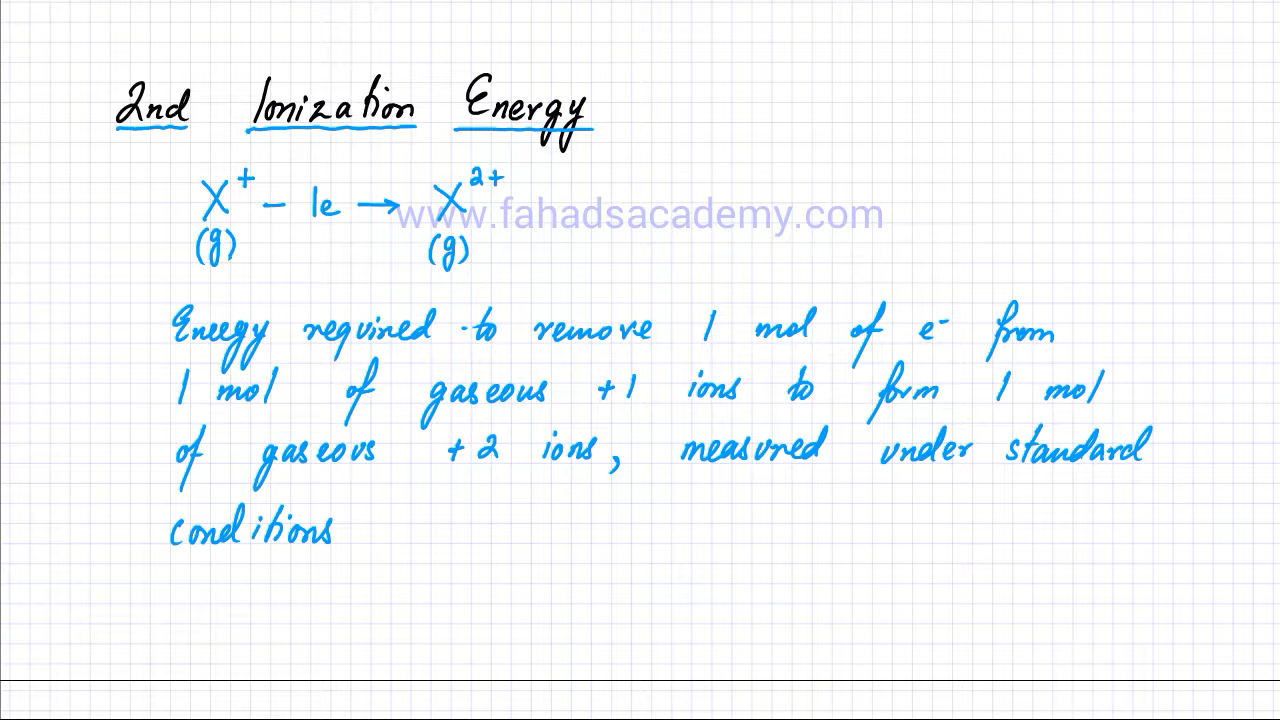 2nd Ionization Energy
X⁺ - 1e → X²⁺
www.fahadsacademy.com
(g) (g)
Energy required to remove 1 mol of e⁻ from
1 mol of gaseous +1 ions to form 1 mol
of gaseous +2 ions, measured under standard
conditions